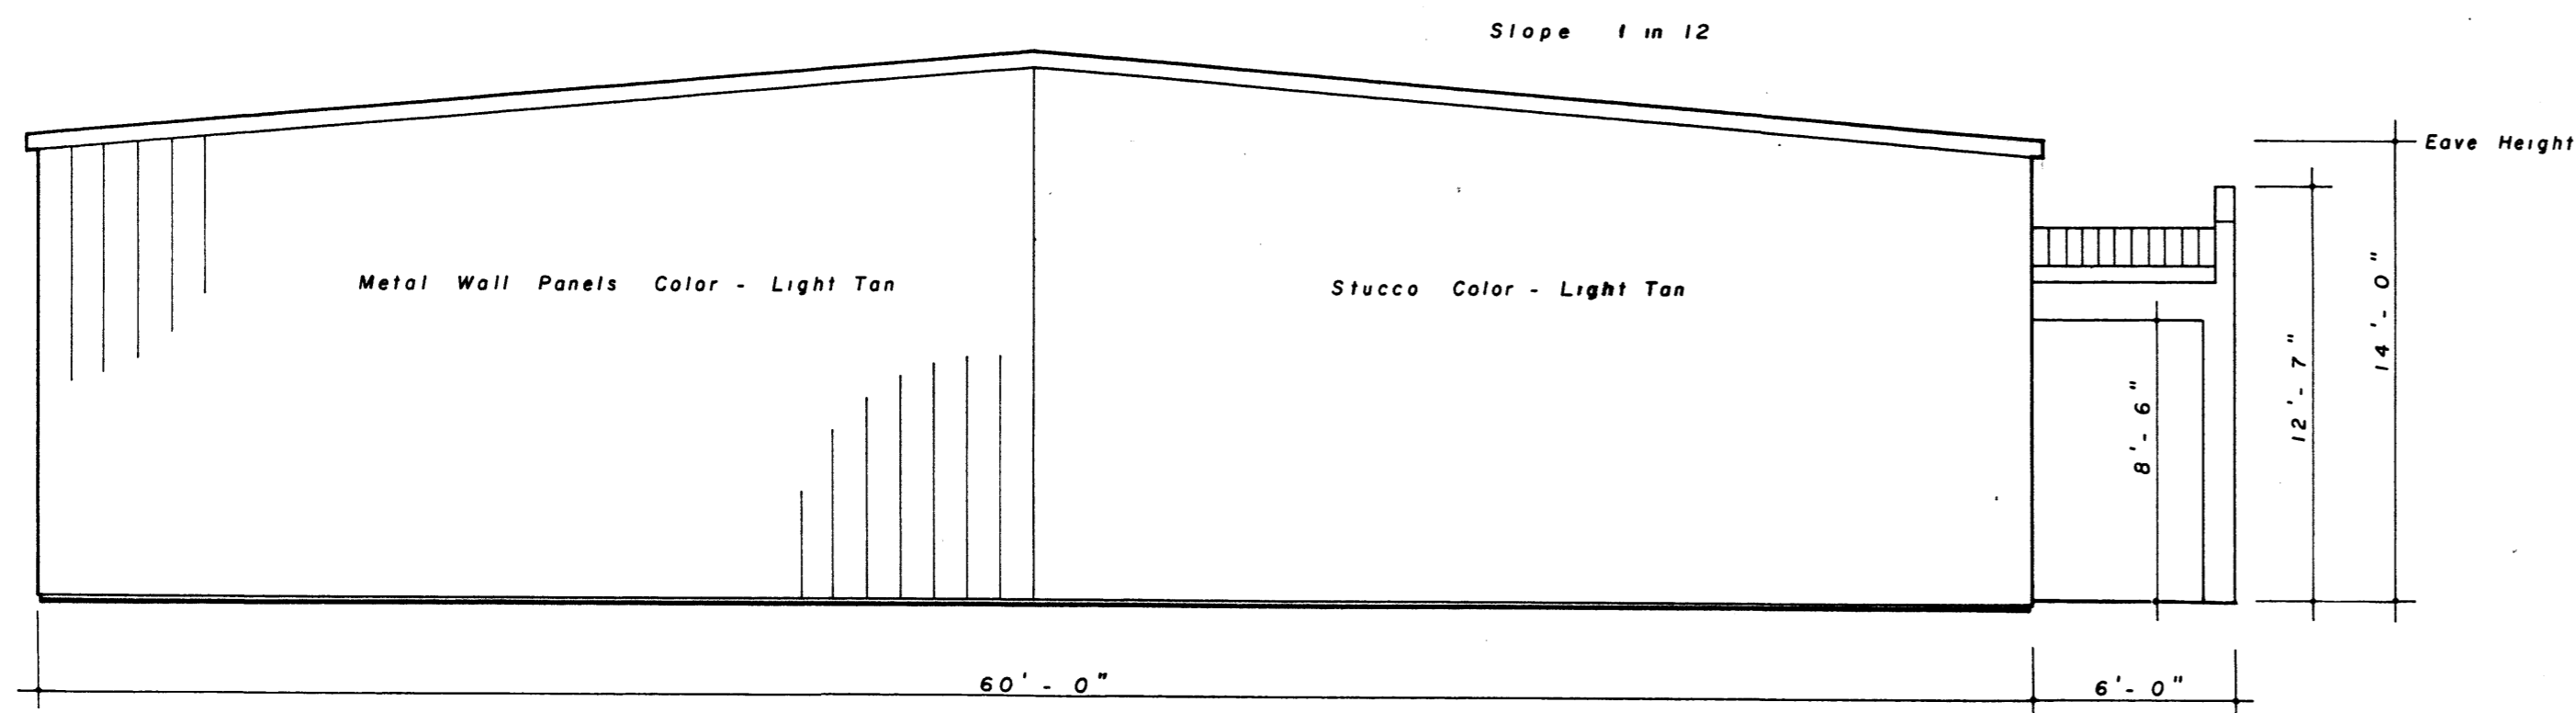 Slope 1 in 12
Eave Height
Metal Wall Panels Color - Light Tan
Stucco Color - Light Tan
14'-0"
12'-7"
8'-6"
60'-0"
6'-0"